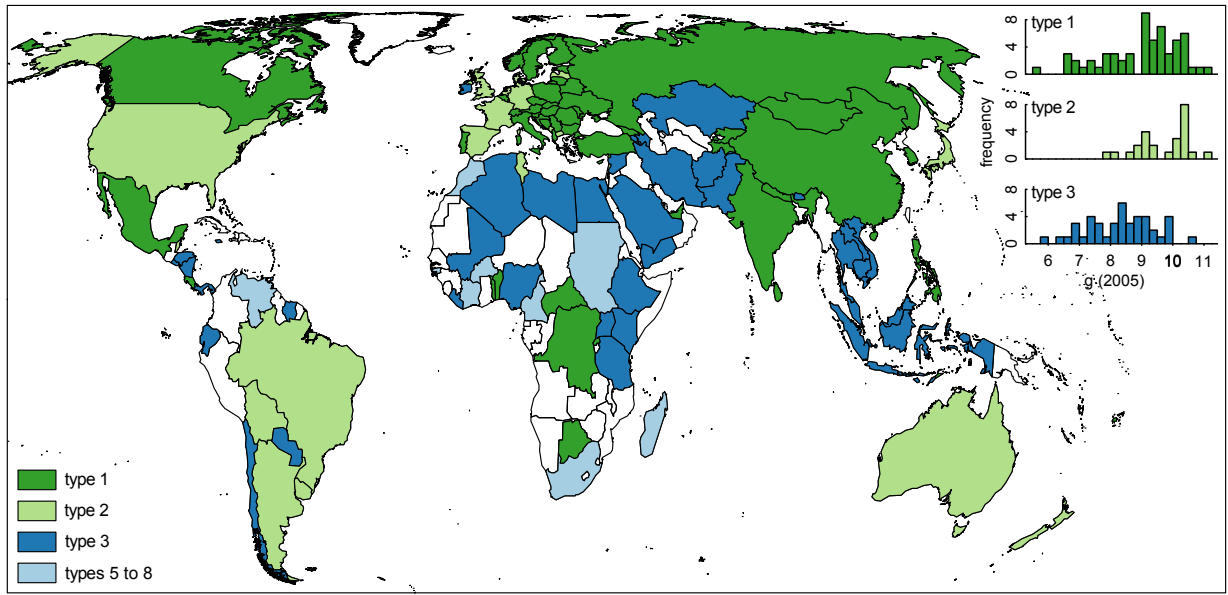 type 1
8
4
0
type 2
8
4
0
type 3
8
4
0
frequency
6 7 8 9 10 11
g (2005)
type 1
type 2
type 3
types 5 to 8